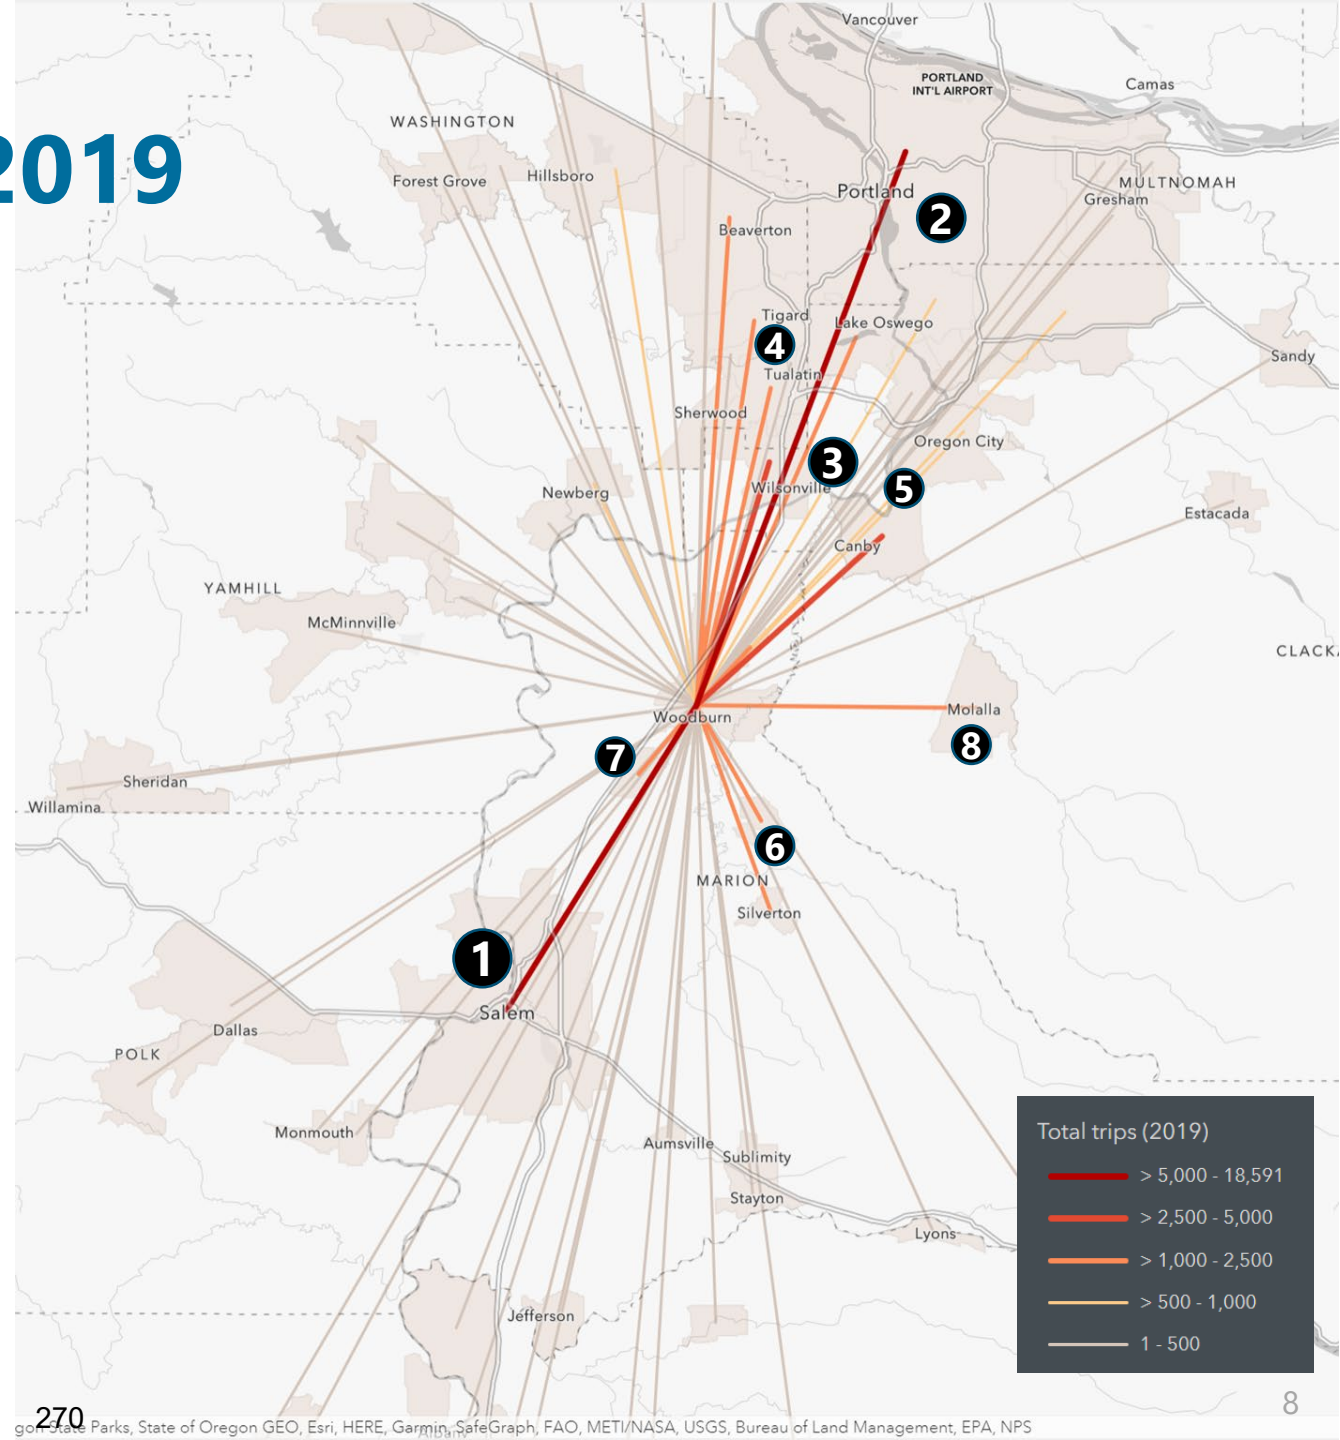 Vancouver
PORTLAND
INT'L AIRPORT
Camas
WASHINGTON
2019
Forest Grove
Hillsboro
Portland
MULTNOMAH
Gresham
2
Beaverton
Tigard
Lake Oswego
4
Tualatin
Sandy
Sherwood
Oregon City
3
Wilsonville
5
Newberg
Estacada
Canby
YAMHILL
McMinnville
CLACKA
Molalla
Woodburn
8
7
Sheridan
Willamina
6
MARION
Silverton
1
Salem
Dallas
POLK
Monmouth
Aumsville
Sublimity
Stayton
Lyons
Jefferson
Total trips (2019)
> 5,000 - 18,591
> 2,500 - 5,000
> 1,000 - 2,500
> 500 - 1,000
1 - 500
8
270
gon State Parks, State of Oregon GEO, Esri, HERE, Garmin, SafeGraph, FAO, METI/NASA, USGS, Bureau of Land Management, EPA, NPS
Albany